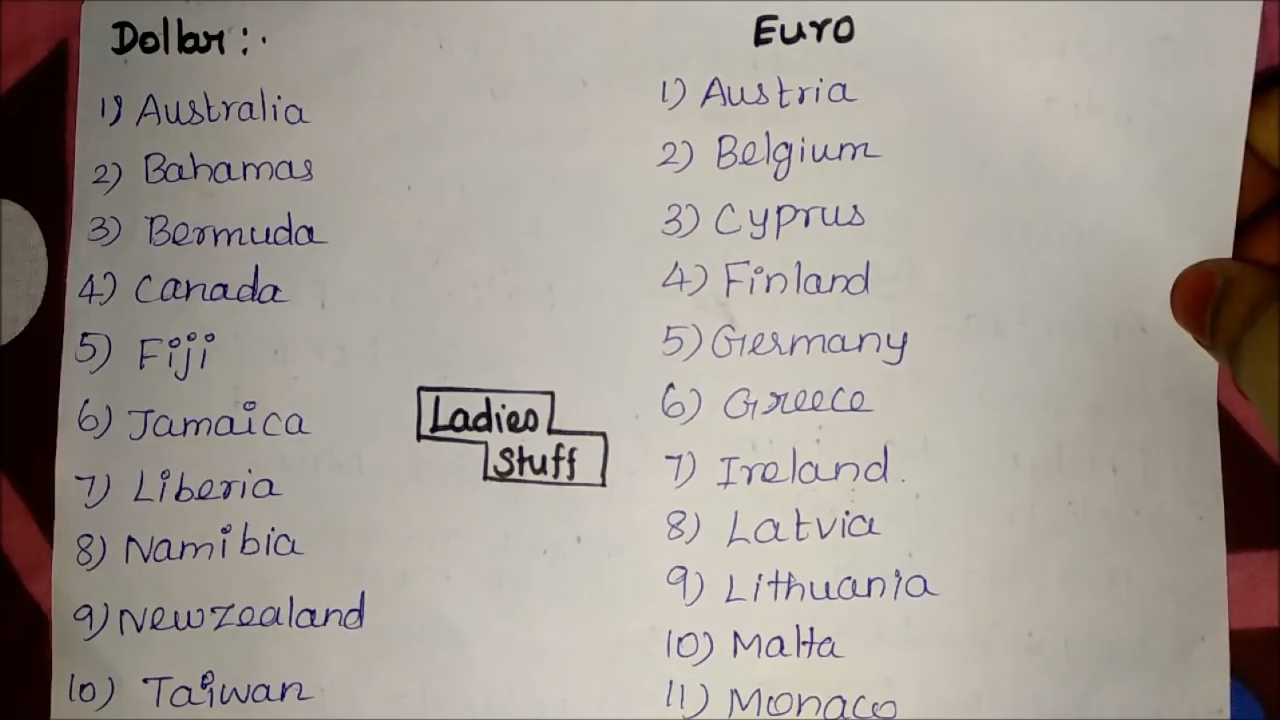 Dollar :.
1) Australia
2) Bahamas
3) Bermuda
4) Canada
5) Fiji
6) Jamaica
7) Liberia
8) Namibia
9) Newzealand
10) Taiwan
Ladies
Stuff
Euro
1) Austria
2) Belgium
3) Cyprus
4) Finland
5) Germany
6) Greece
7) Ireland.
8) Latvia
9) Lithuania
10) Malta
11) Monaco